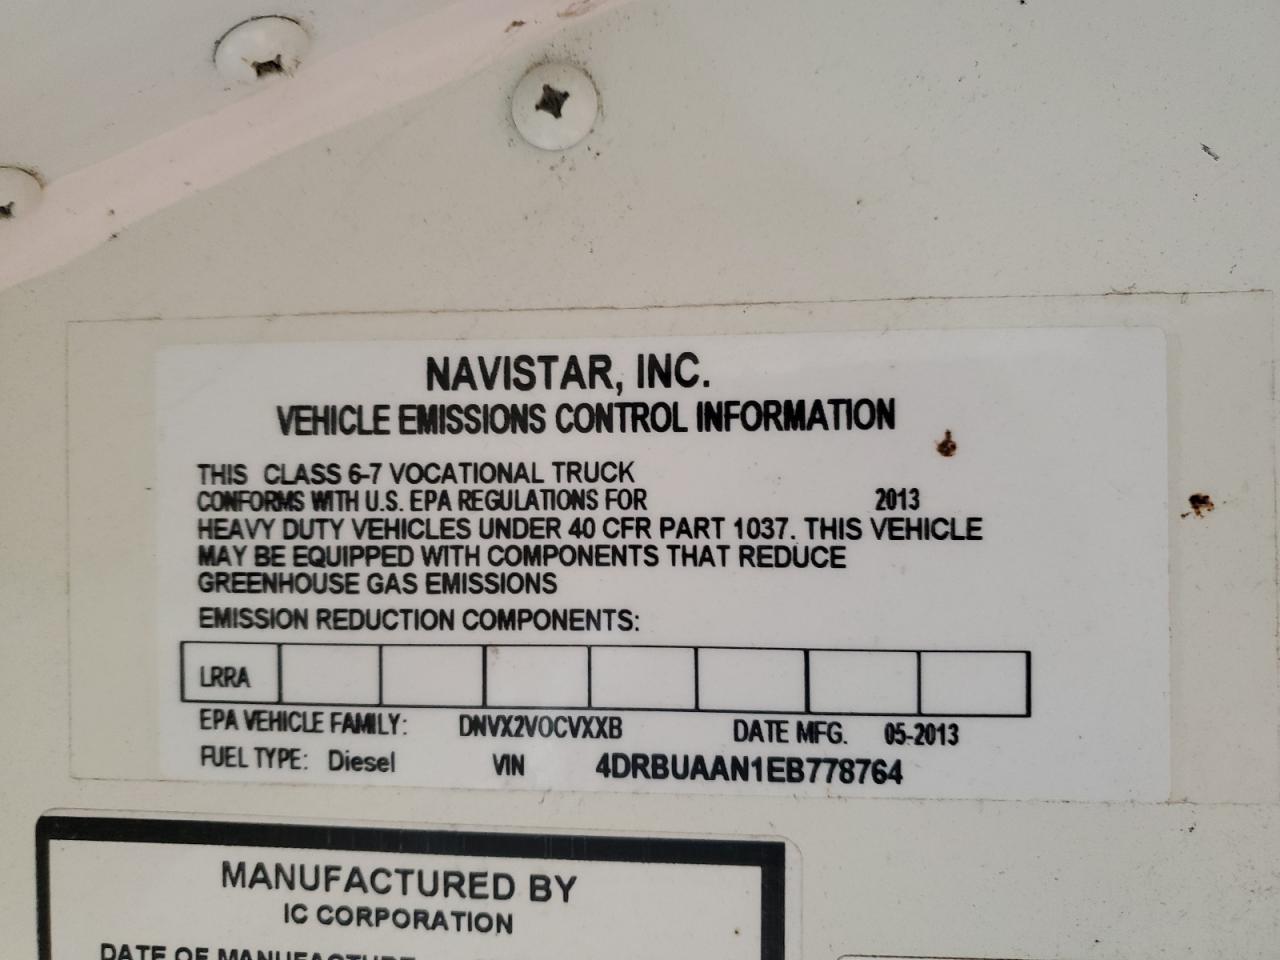 NAVISTAR, INC.
VEHICLE EMISSIONS CONTROL INFORMATION
THIS CLASS 6-7 VOCATIONAL TRUCK
CONFORMS WITH U.S. EPA REGULATIONS FOR 2013
HEAVY DUTY VEHICLES UNDER 40 CFR PART 1037. THIS VEHICLE
MAY BE EQUIPPED WITH COMPONENTS THAT REDUCE
GREENHOUSE GAS EMISSIONS
EMISSION REDUCTION COMPONENTS:
LRRA
EPA VEHICLE FAMILY: DNVX2VOCVXXB DATE MFG. 05-2013
FUEL TYPE: Diesel VIN 4DRBUAAN1EB778764
MANUFACTURED BY
IC CORPORATION
DATE OF MANUFACTURE